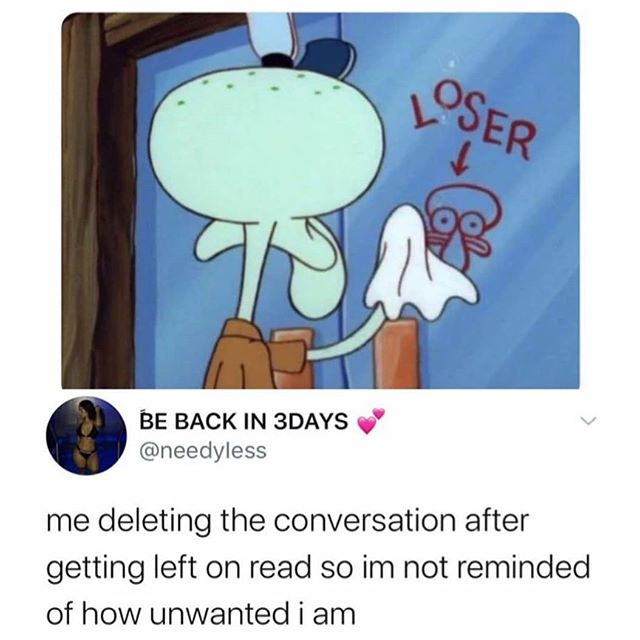 LOSER
BE BACK IN 3DAYS 💕
@needyless
me deleting the conversation after
getting left on read so im not reminded
of how unwanted i am